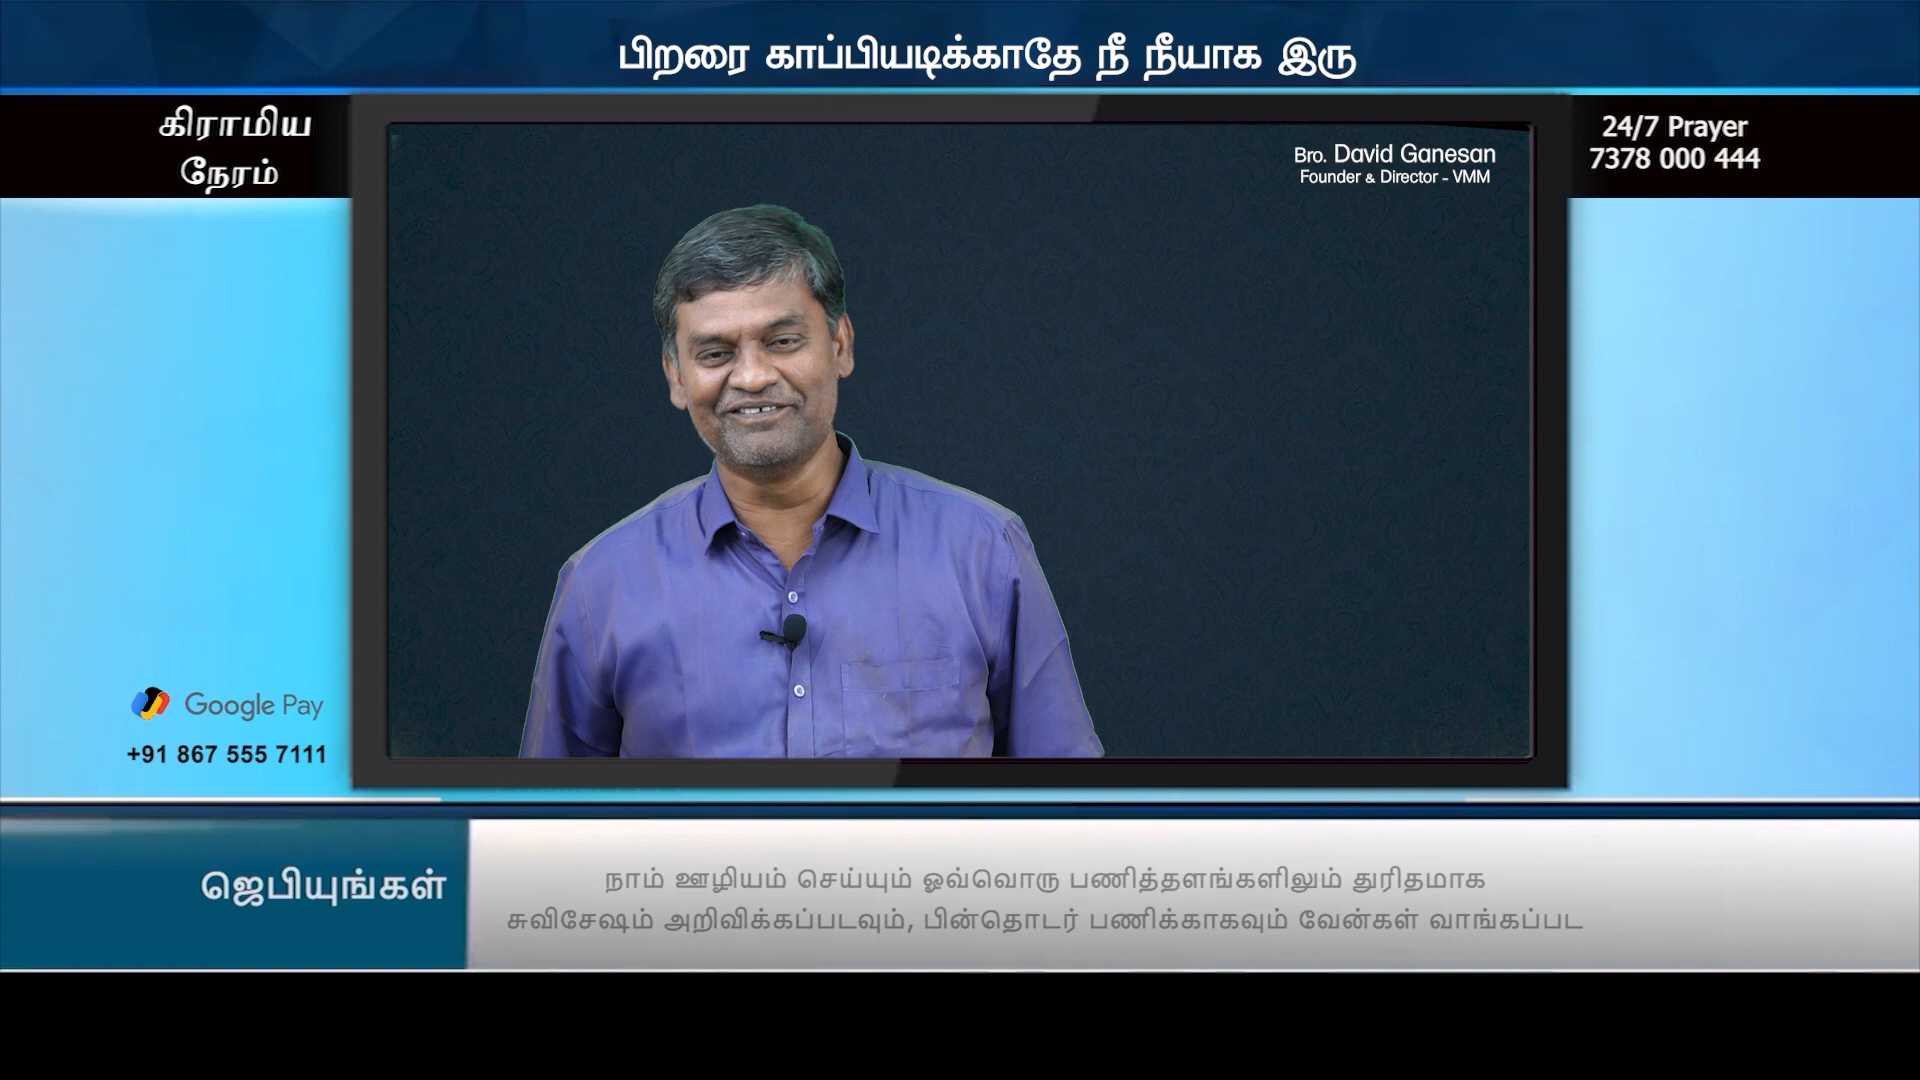 பிறரை காப்பியடிக்காதே நீ நீயாக இரு
கிராமிய
நேரம்
24/7 Prayer
7378 000 444
Bro. David Ganesan
Founder & Director - VMM
Google Pay
+91 867 555 7111
ஜெபியுங்கள்
நாம் ஊழியம் செய்யும் ஒவ்வொரு பணித்தளங்களிலும் துரிதமாக
சுவிசேஷம் அறிவிக்கப்படவும், பின்தொடர் பணிக்காகவும் வேன்கள் வாங்கப்பட